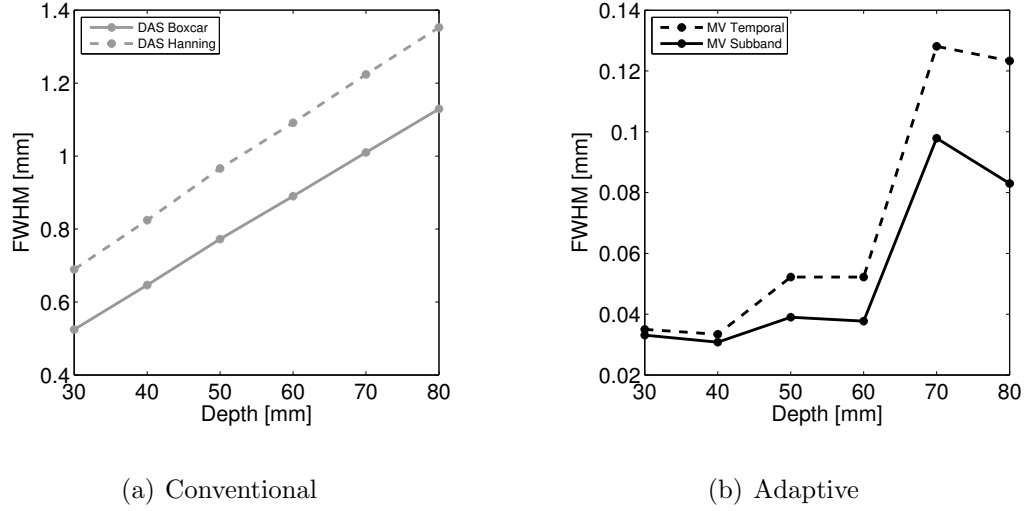 DAS Boxcar
DAS Hanning
1.4
1.2
1
0.8
0.6
0.4
FWHM [mm]
30 40 50 60 70 80
Depth [mm]
(a) Conventional
MV Temporal
MV Subband
0.14
0.12
0.1
0.08
0.06
0.04
0.02
FWHM [mm]
30 40 50 60 70 80
Depth [mm]
(b) Adaptive